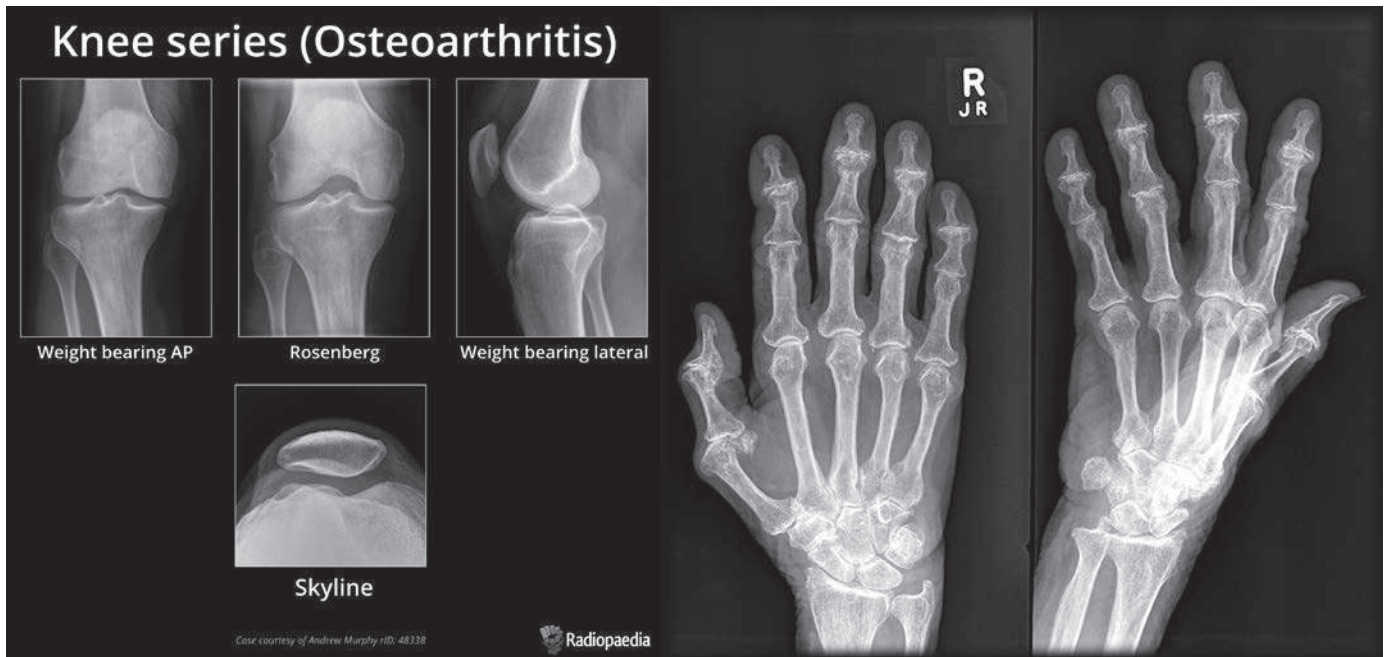 Knee series (Osteoarthritis)
Weight bearing AP
Rosenberg
Weight bearing lateral
Skyline
Case courtesy of Andrew Murphy rID: 48338
Radiopaedia
R
J R